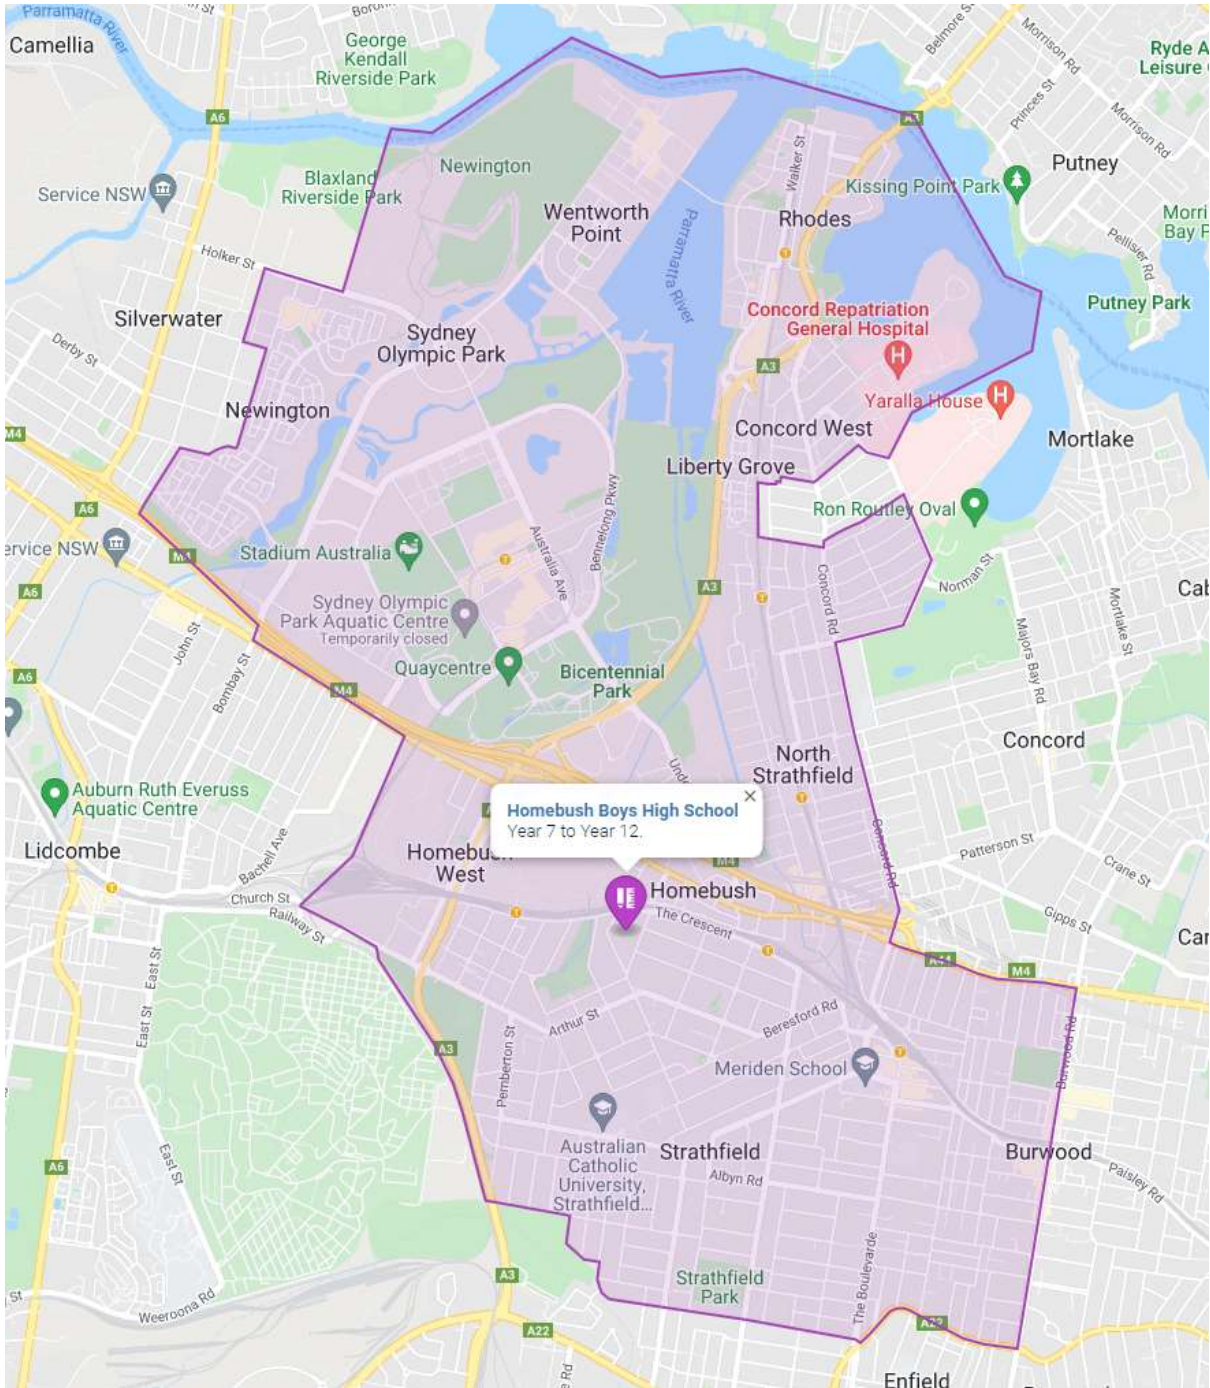 Parramatta River
Camellia
George
Kendall
Riverside Park
Belmore St
Morrison Rd
Ryde A
Leisure
Princes St
Morrison Rd
A6
A3
Newington
Walker St
Putney
Blaxland
Riverside Park
Service NSW
Kissing Point Park
Wentworth
Point
Rhodes
Morri
Bay P
Parramatta River
Pellisier Rd
Holker St
Silverwater
Concord Repatriation
General Hospital
Putney Park
Derby St
Sydney
Olympic Park
A3
Newington
Yaralla House
M4
Concord West
Mortlake
Liberty Grove
A6
Bennelong Pkwy
Ron Routley Oval
ervice NSW
M4
Stadium Australia
Australia Ave
Norman St
A6
A3
Concord Rd
Mortlake St
Cab
Sydney Olympic
Park Aquatic Centre
Temporarily closed
John St
Bombay St
Majors Bay Rd
Quaycentre
Bicentennial
Park
A6
M4
Concord
North
Strathfield
Auburn Ruth Everuss
Aquatic Centre
Homebush Boys High School
Year 7 to Year 12.
Concord Rd
Patterson St
Lidcombe
Bachell Ave
Homebush
West
M4
Crane St
Church St
Homebush
Railway St
The Crescent
Gipps St
Car
East St
A44
M4
East St
Arthur St
Beresford Rd
A3
Pemberton St
Meriden School
Burwood Rd
East St
Australian
Catholic
University,
Strathfield...
Strathfield
Burwood
A6
Albyn Rd
Paisley Rd
The Boulevarde
A3
Strathfield
Park
Weeroona Rd
A22
A22
Enfield